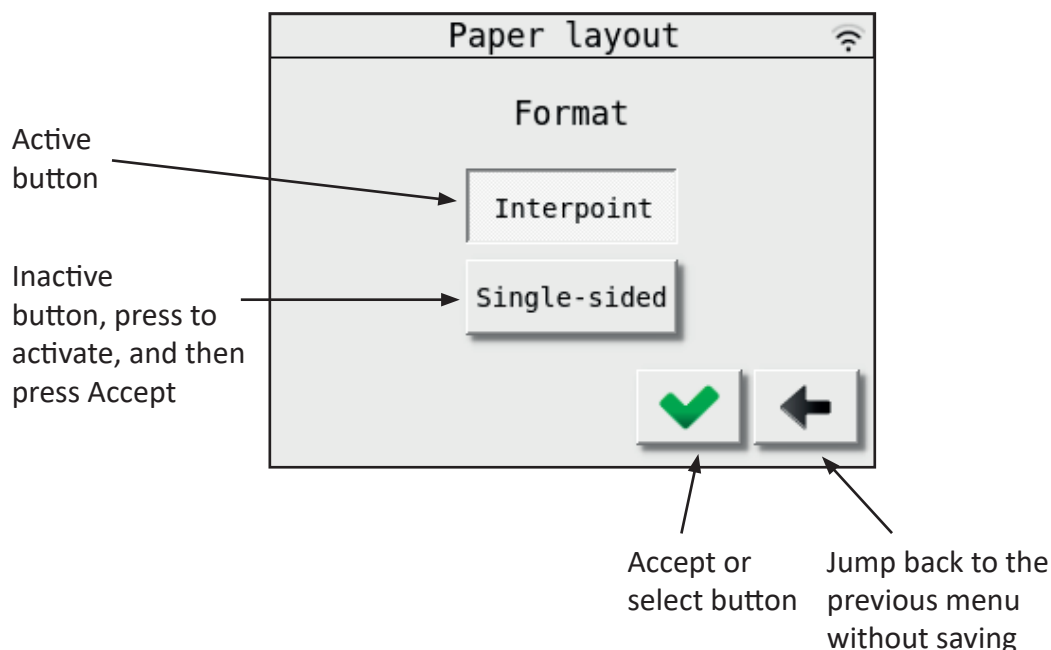 Paper layout
Format
Active
button
Interpoint
Inactive
button, press to
activate, and then
press Accept
Single-sided
Accept or
select button
Jump back to the
previous menu
without saving